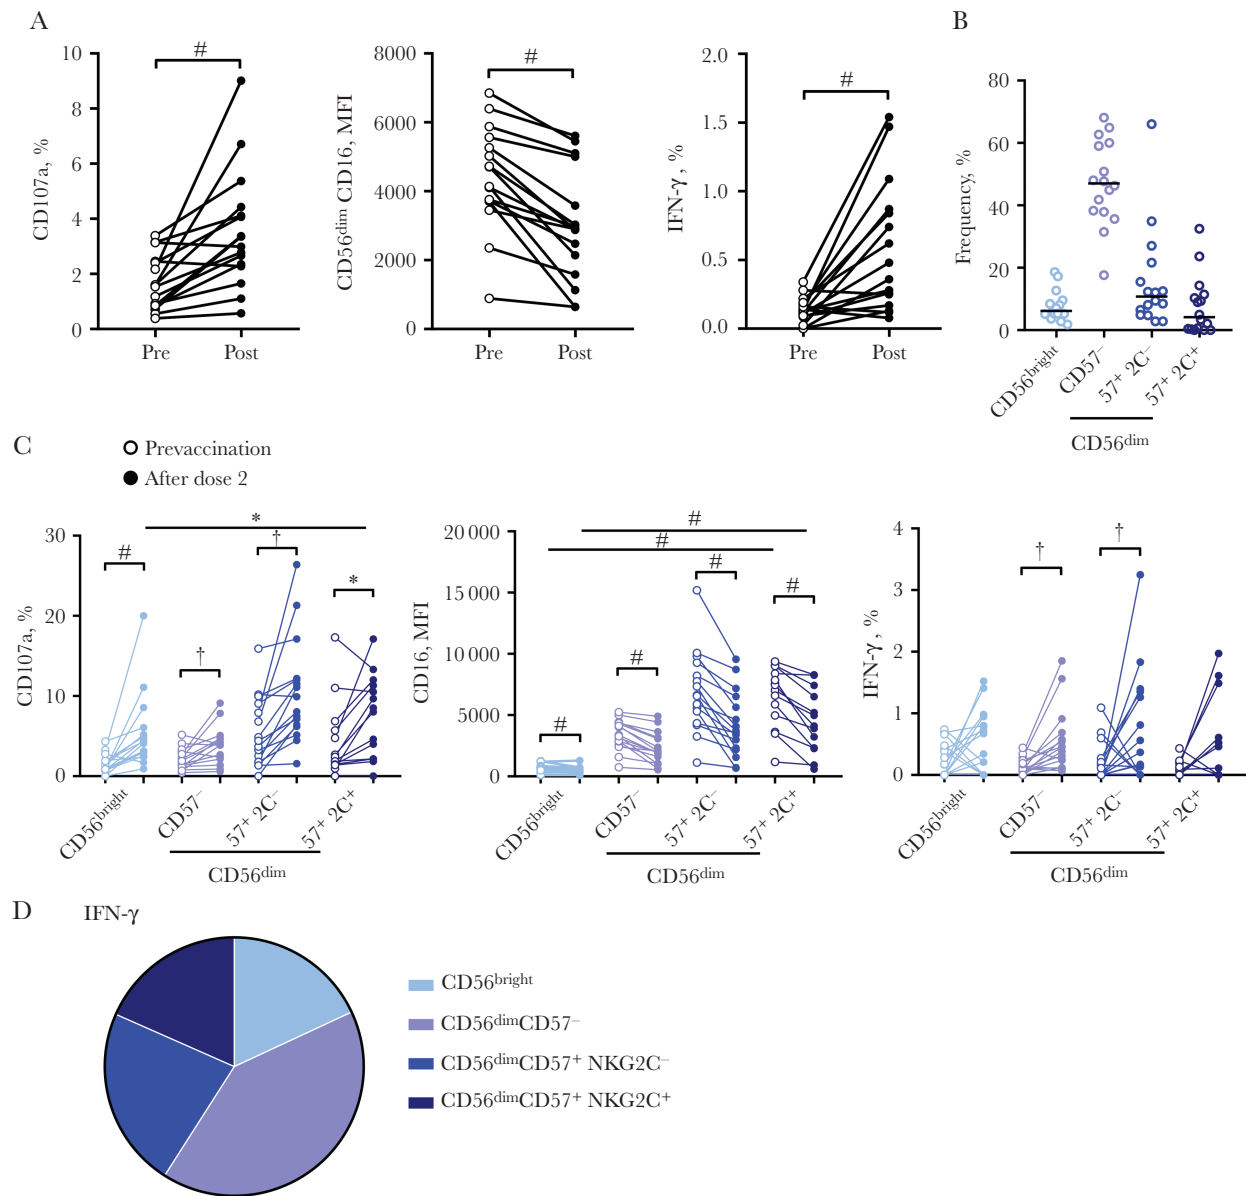 A
#
10
8
6
4
2
0
CD107a, %
Pre
Post
#
8000
6000
4000
2000
0
CD56dim CD16, MFI
Pre
Post
#
2.0
1.5
1.0
0.5
0.0
IFN-γ, %
Pre
Post
B
80
60
40
20
0
Frequency, %
CD56bright
CD57–
57+ 2C–
57+ 2C+
CD56dim
C
Prevaccination
After dose 2
*
#
†
†
*
30
20
10
0
CD107a, %
CD56bright
CD57–
57+ 2C–
57+ 2C+
CD56dim
#
#
#
#
#
#
20 000
15 000
10 000
5000
0
CD16, MFI
CD56bright
CD57–
57+ 2C–
57+ 2C+
CD56dim
†
†
4
3
2
1
0
IFN-γ, %
CD56bright
CD57–
57+ 2C–
57+ 2C+
CD56dim
D
IFN-γ
CD56bright
CD56dimCD57–
CD56dimCD57+ NKG2C–
CD56dimCD57+ NKG2C+